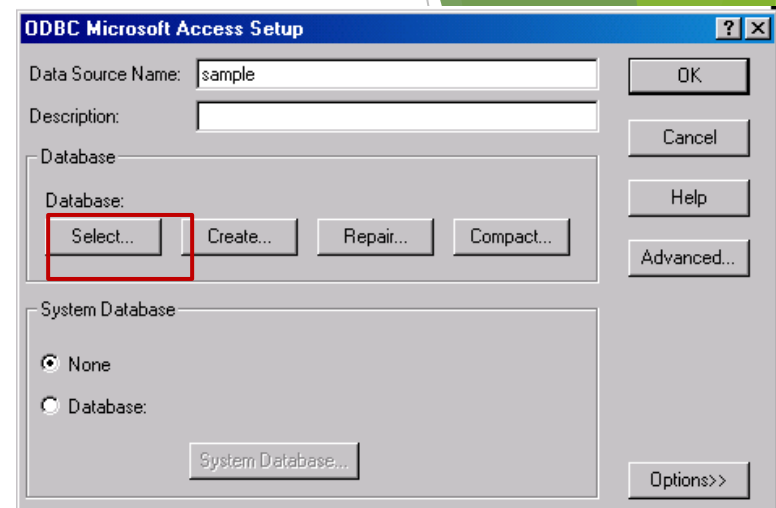 ODBC Microsoft Access Setup
Data Source Name: sample
OK
Description:
Cancel
Database
Database:
Help
Select... Create... Repair... Compact...
Advanced...
System Database
None
Database:
System Database...
Options>>